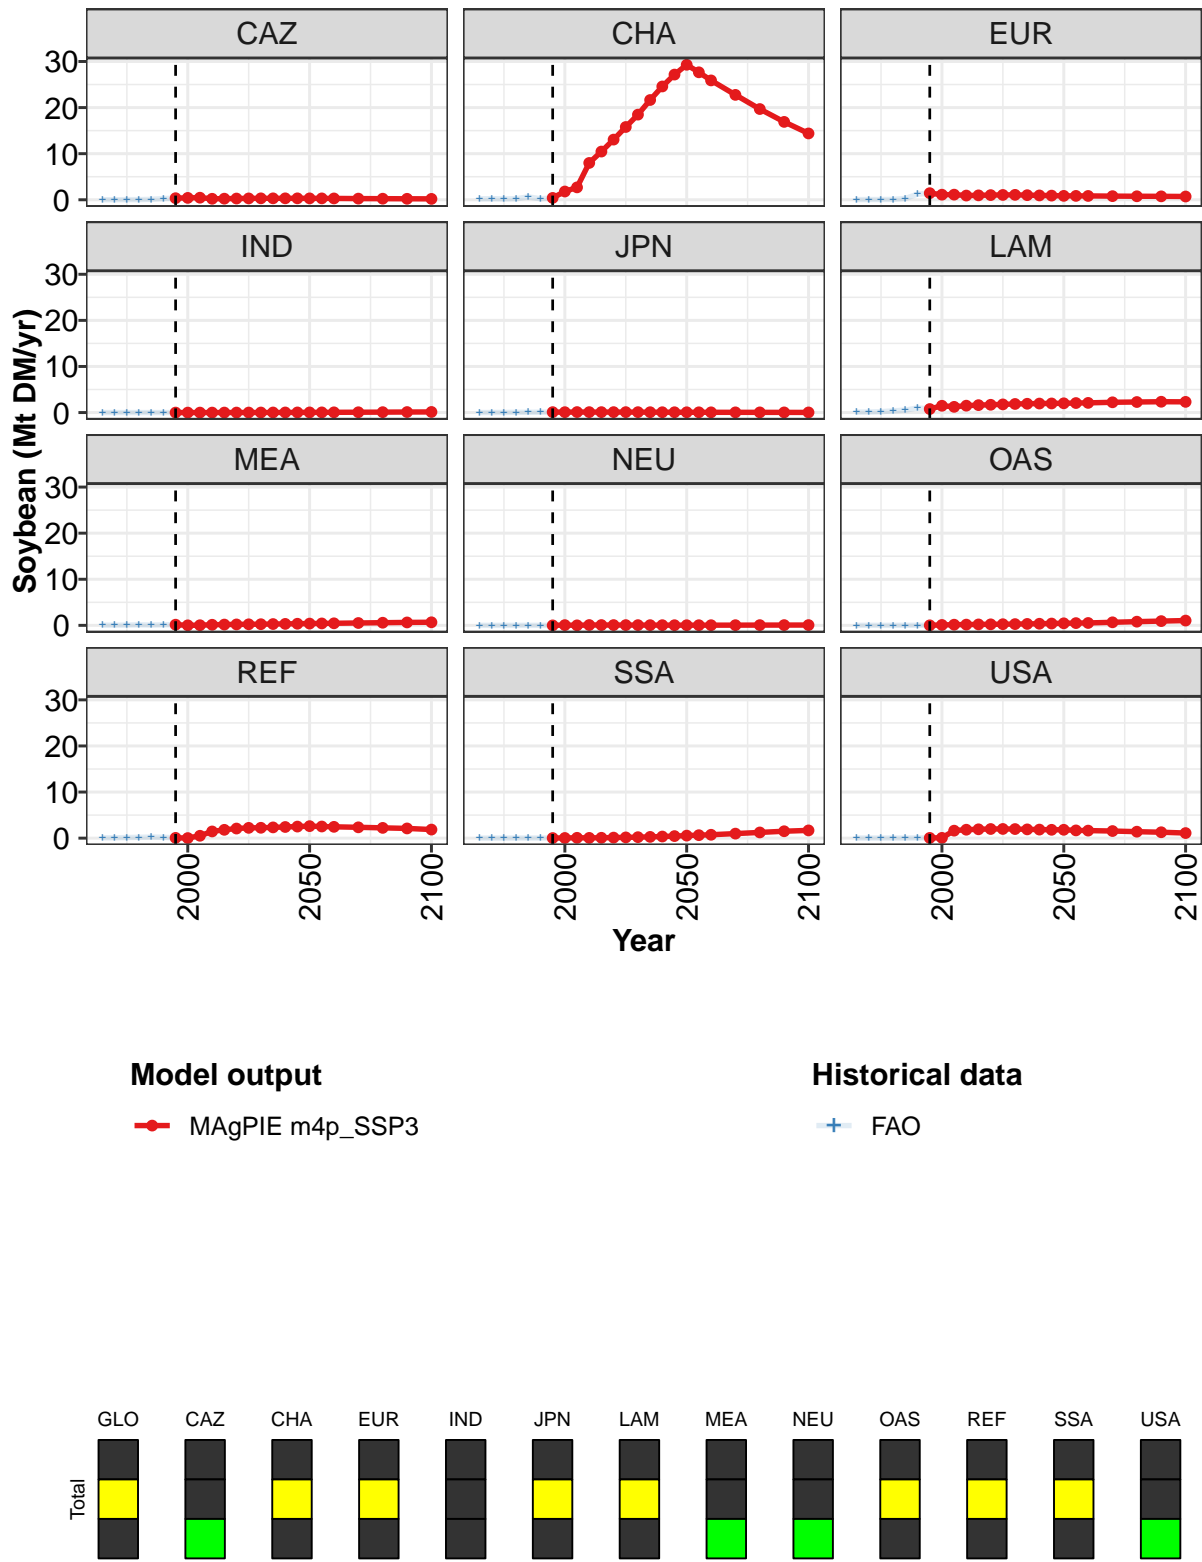 CAZ CHA EUR
30
20
10
0
IND JPN LAM
30
20
10
0
MEA NEU OAS
30
20
10
0
REF SSA USA
30
20
10
0
Soybean (Mt DM/yr)
2000 2050 2100 2000 2050 2100 2000 2050 2100
Year
Model output Historical data
MAgPIE m4p_SSP3 FAO
GLO CAZ CHA EUR IND JPN LAM MEA NEU OAS REF SSA USA
Total